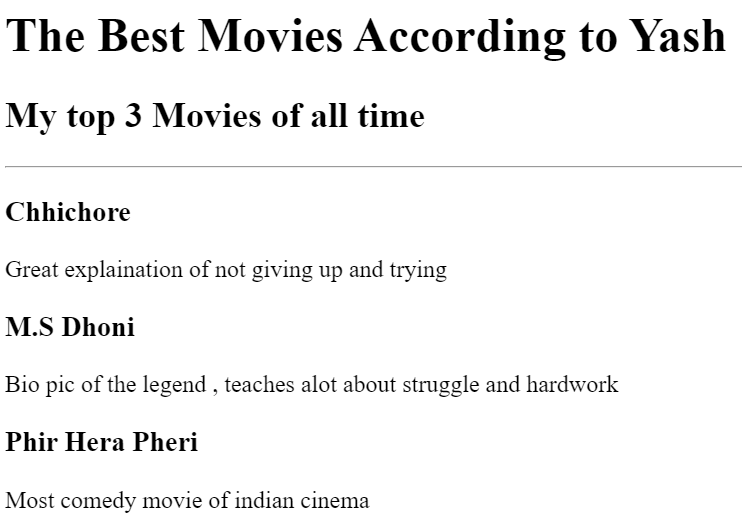 The Best Movies According to Yash
My top 3 Movies of all time
Chhichore
Great explaination of not giving up and trying
M.S Dhoni
Bio pic of the legend , teaches alot about struggle and hardwork
Phir Hera Pheri
Most comedy movie of indian cinema